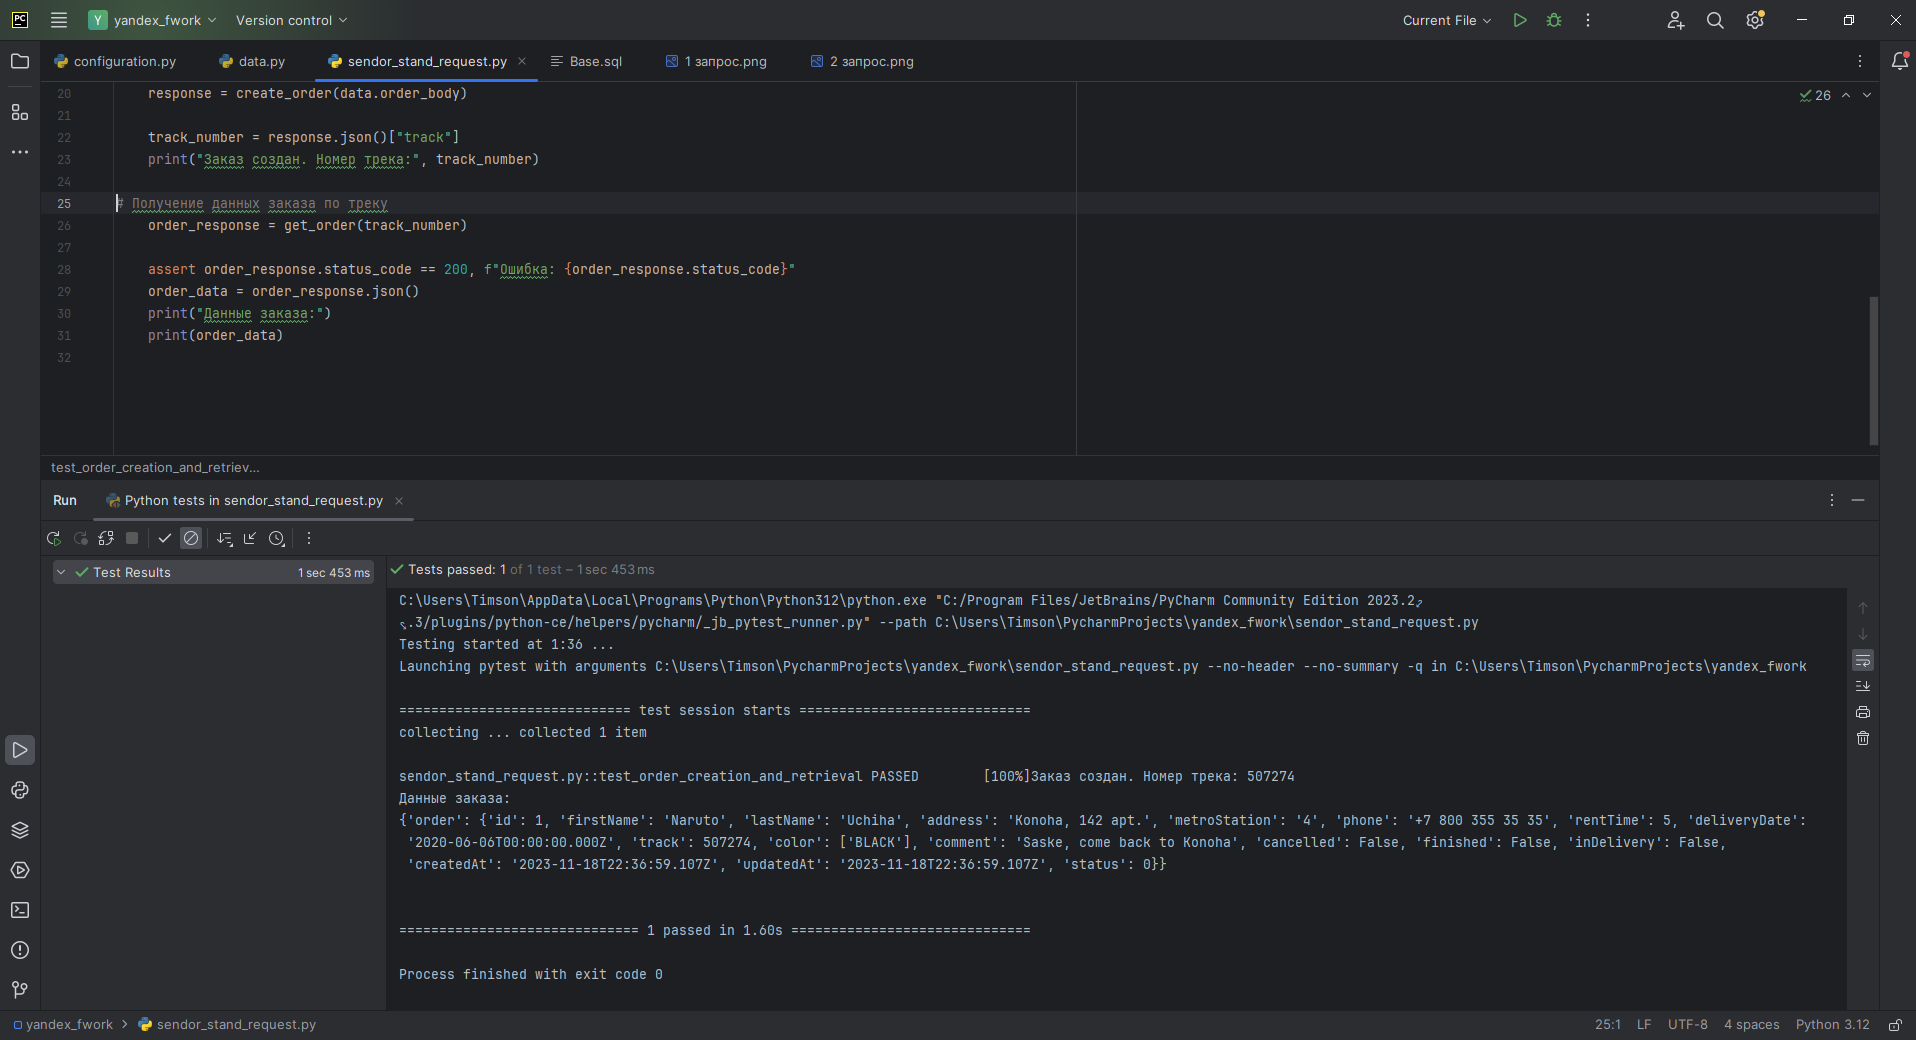 PC
Y yandex_fwork Version control Current File
configuration.py data.py sendor_stand_request.py Base.sql 1 запрос.png 2 запрос.png
26
20 response = create_order(data.order_body)
21
22 track_number = response.json()["track"]
23 print("Заказ создан. Номер трека:", track_number)
24
25 # Получение данных заказа по треку
26 order_response = get_order(track_number)
27
28 assert order_response.status_code == 200, f"Ошибка: {order_response.status_code}"
29 order_data = order_response.json()
30 print("Данные заказа:")
31 print(order_data)
32
test_order_creation_and_retriev...
Run Python tests in sendor_stand_request.py
Test Results 1 sec 453 ms
Tests passed: 1 of 1 test – 1 sec 453 ms
C:\Users\Timson\AppData\Local\Programs\Python\Python312\python.exe "C:/Program Files/JetBrains/PyCharm Community Edition 2023.2
.3/plugins/python-ce/helpers/pycharm/_jb_pytest_runner.py" --path C:\Users\Timson\PycharmProjects\yandex_fwork\sendor_stand_request.py
Testing started at 1:36 ...
Launching pytest with arguments C:\Users\Timson\PycharmProjects\yandex_fwork\sendor_stand_request.py --no-header --no-summary -q in C:\Users\Timson\PycharmProjects\yandex_fwork
============================= test session starts =============================
collecting ... collected 1 item
sendor_stand_request.py::test_order_creation_and_retrieval PASSED [100%]Заказ создан. Номер трека: 507274
Данные заказа:
{'order': {'id': 1, 'firstName': 'Naruto', 'lastName': 'Uchiha', 'address': 'Konoha, 142 apt.', 'metroStation': '4', 'phone': '+7 800 355 35 35', 'rentTime': 5, 'deliveryDate':
'2020-06-06T00:00:00.000Z', 'track': 507274, 'color': ['BLACK'], 'comment': 'Saske, come back to Konoha', 'cancelled': False, 'finished': False, 'inDelivery': False,
'createdAt': '2023-11-18T22:36:59.107Z', 'updatedAt': '2023-11-18T22:36:59.107Z', 'status': 0}}
============================== 1 passed in 1.60s ==============================
Process finished with exit code 0
yandex_fwork > sendor_stand_request.py 25:1 LF UTF-8 4 spaces Python 3.12